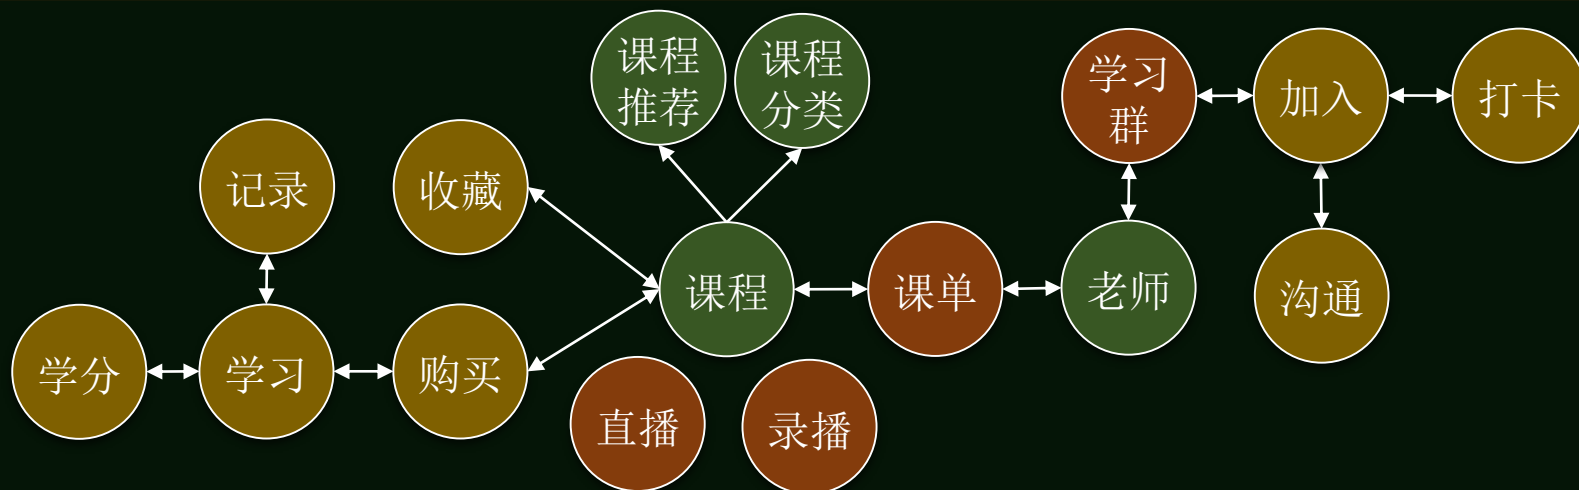 课程
推荐
课程
分类
学习
群
加入
打卡
记录
收藏
课程
课单
老师
沟通
学分
学习
购买
直播
录播